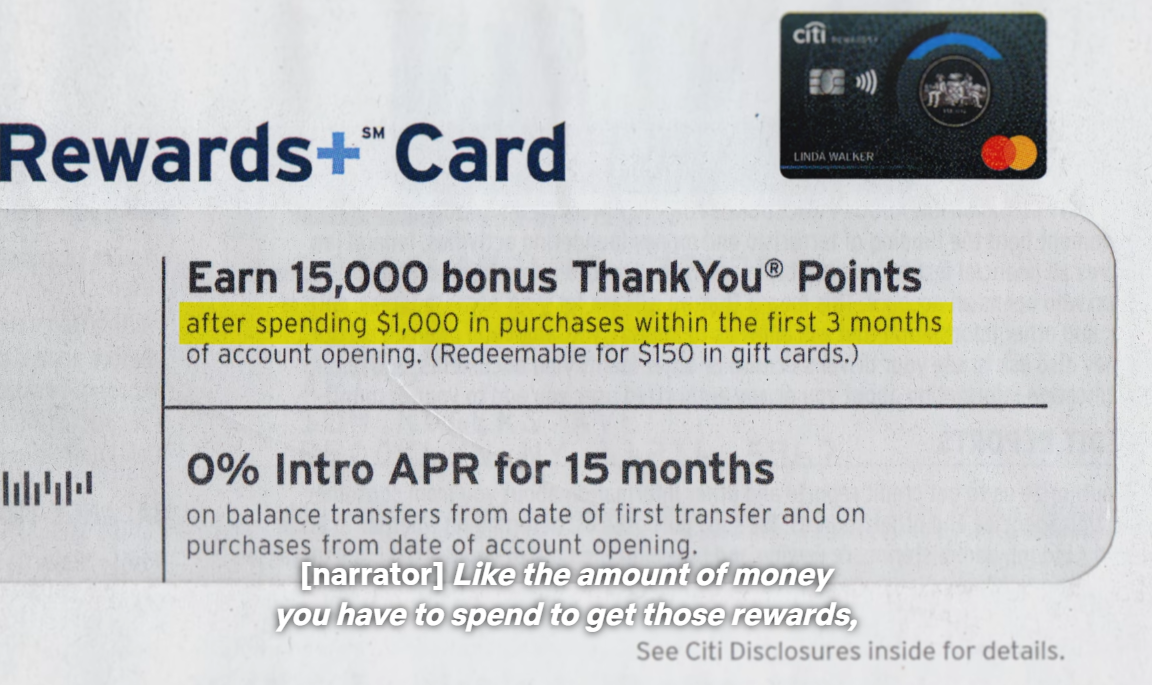 citi
REWARDS+
LINDA WALKER
Rewards+℠ Card
Earn 15,000 bonus ThankYou® Points
after spending $1,000 in purchases within the first 3 months
of account opening. (Redeemable for $150 in gift cards.)
0% Intro APR for 15 months
on balance transfers from date of first transfer and on
purchases from date of account opening.
[narrator] Like the amount of money
you have to spend to get those rewards,
See Citi Disclosures inside for details.